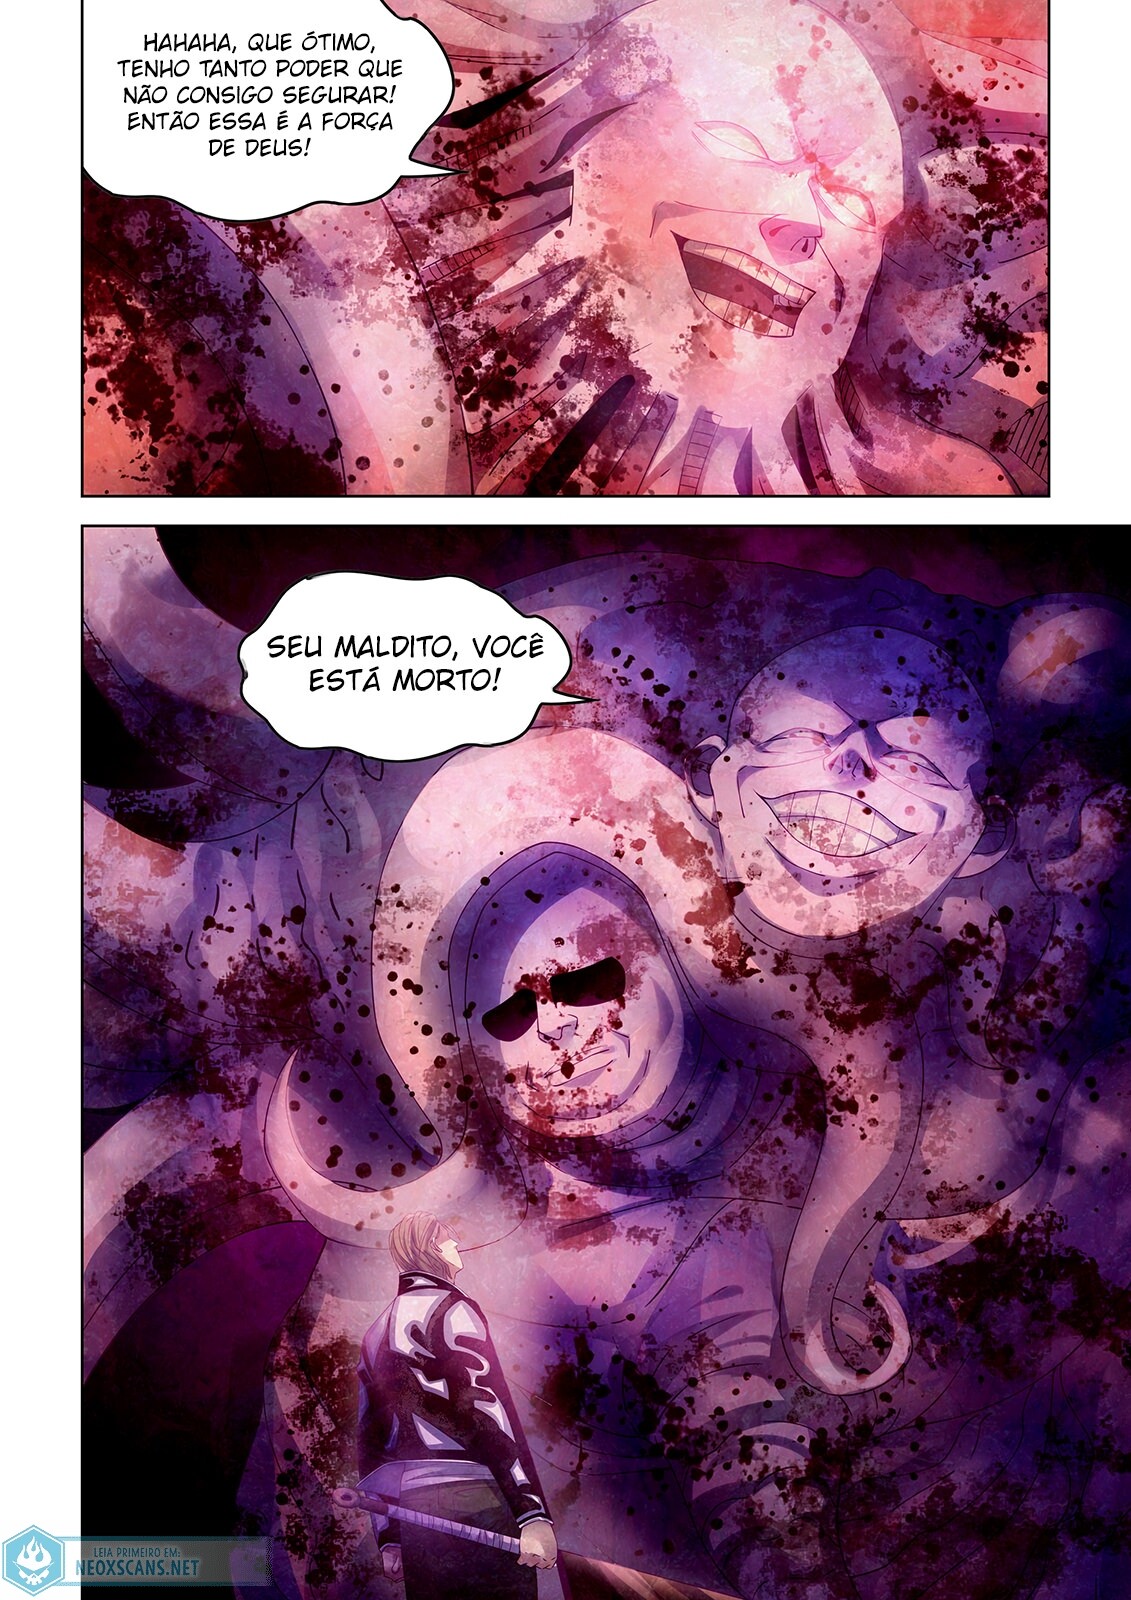 HAHAHA, QUE ÓTIMO,
TENHO TANTO PODER QUE
NÃO CONSIGO SEGURAR!
ENTÃO ESSA É A FORÇA
DE DEUS!
SEU MALDITO, VOCÊ
ESTÁ MORTO!
LEIA PRIMEIRO EM:
NEOXSCANS.NET